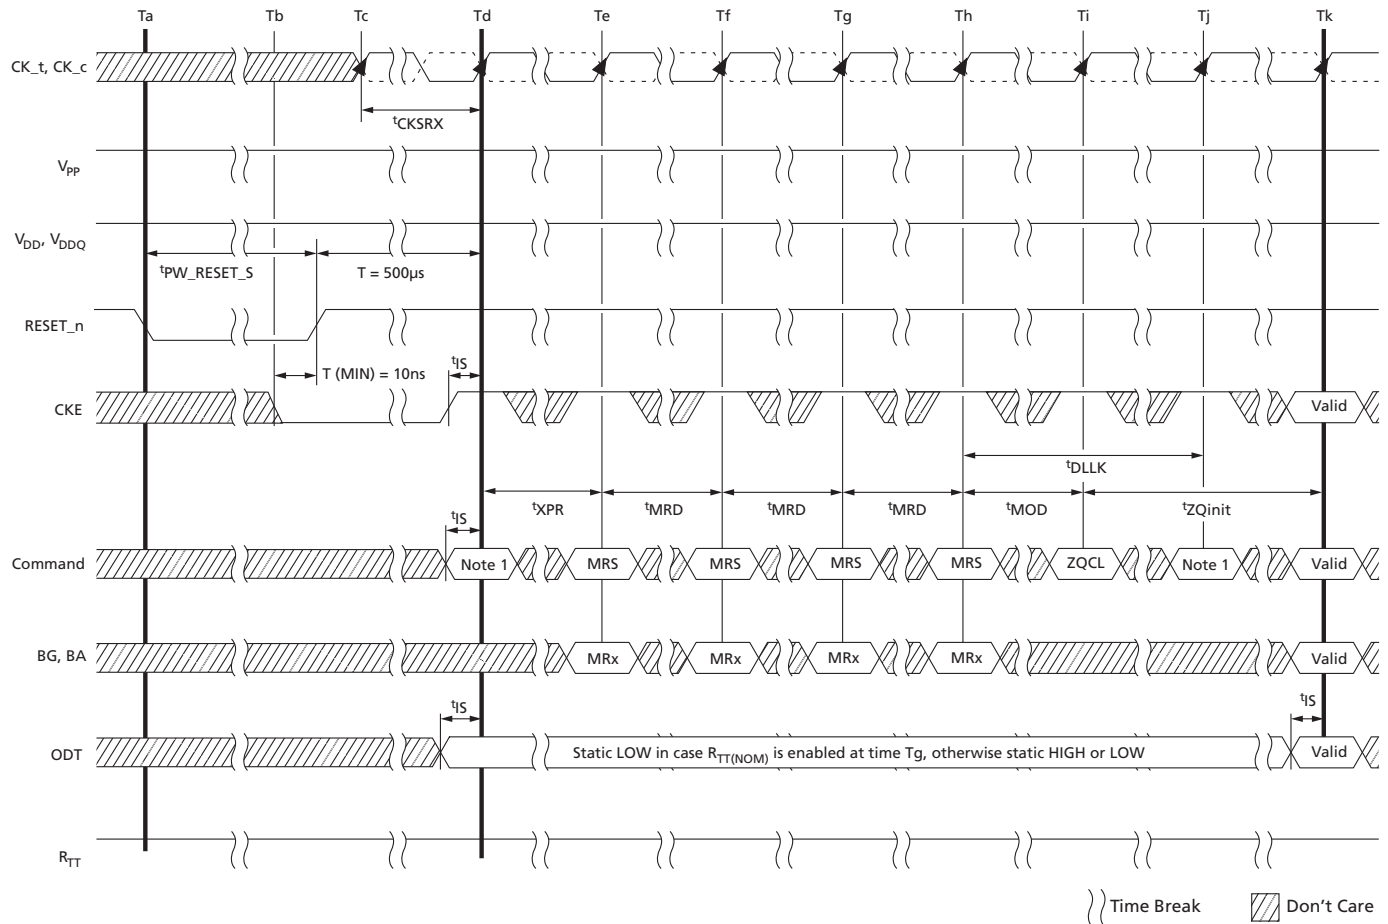 Ta Tb Tc Td Te Tf Tg Th Ti Tj Tk
CK_t, CK_c
tCKSRX
VPP
VDD, VDDQ
tPW_RESET_S T = 500µs
RESET_n
T (MIN) = 10ns tIS
CKE Valid
tDLLK
tXPR tMRD tMRD tMRD tMOD tZQinit
tIS
Command Note 1 MRS MRS MRS MRS ZQCL Note 1 Valid
BG, BA MRx MRx MRx MRx Valid
tIS tIS
ODT Static LOW in case RTT(NOM) is enabled at time Tg, otherwise static HIGH or LOW Valid
RTT
Time Break Don't Care